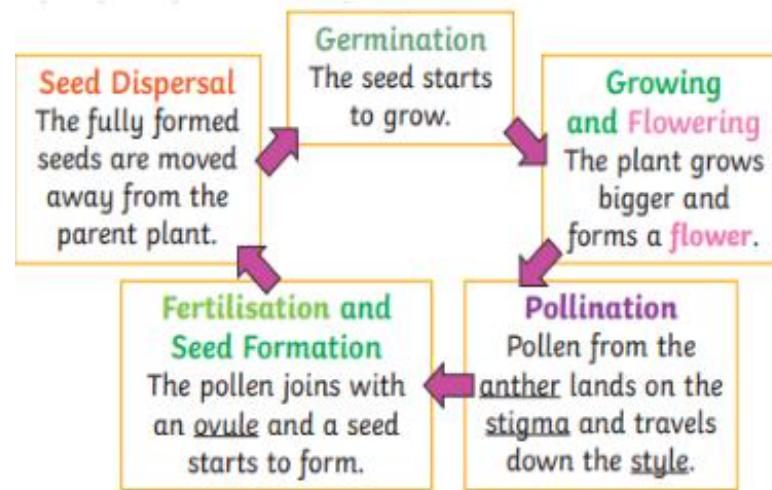 Germination
The seed starts
to grow.
Growing
and Flowering
The plant grows
bigger and
forms a flower.
Pollination
Pollen from the
anther lands on the
stigma and travels
down the style.
Fertilisation and
Seed Formation
The pollen joins with
an ovule and a seed
starts to form.
Seed Dispersal
The fully formed
seeds are moved
away from the
parent plant.